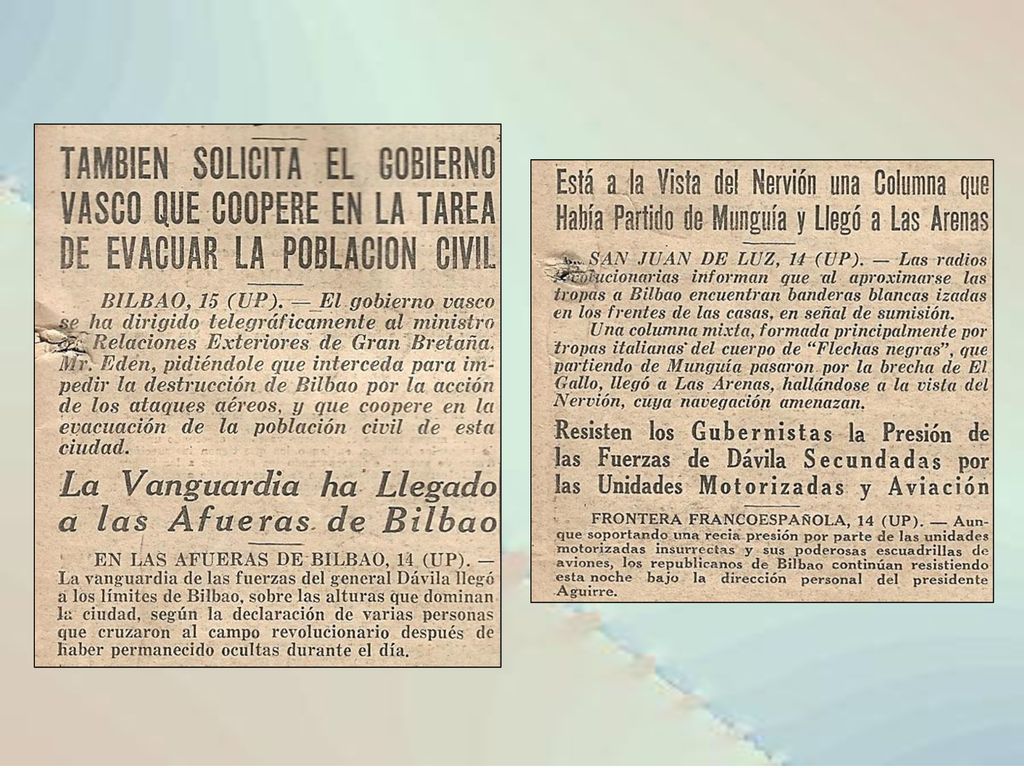 TAMBIEN SOLICITA EL GOBIERNO
VASCO QUE COOPERE EN LA TAREA
DE EVACUAR LA POBLACION CIVIL
BILBAO, 15 (UP). — El gobierno vasco
se ha dirigido telegráficamente al ministro
de Relaciones Exteriores de Gran Bretaña,
Mr. Eden, pidiéndole que interceda para im-
pedir la destrucción de Bilbao por la acción
de los ataques aéreos, y que coopere en la
evacuación de la población civil de esta
ciudad.
La Vanguardia ha Llegado
a las Afueras de Bilbao
EN LAS AFUERAS DE BILBAO, 14 (UP). —
La vanguardia de las fuerzas del general Dávila llegó
a los límites de Bilbao, sobre las alturas que dominan
la ciudad, según la declaración de varias personas
que cruzaron al campo revolucionario después de
haber permanecido ocultas durante el día.
Está a la Vista del Nervión una Columna que
Había Partido de Munguía y Llegó a Las Arenas
SAN JUAN DE LUZ, 14 (UP). — Las radios
revolucionarias informan que al aproximarse las
tropas a Bilbao encuentran banderas blancas izadas
en los frentes de las casas, en señal de sumisión.
Una columna mixta, formada principalmente por
tropas italianas del cuerpo de "Flechas negras", que
partiendo de Munguía pasaron por la brecha de El
Gallo, llegó a Las Arenas, hallándose a la vista del
Nervión, cuya navegación amenazan.
Resisten los Gubernistas la Presión de
las Fuerzas de Dávila Secundadas por
las Unidades Motorizadas y Aviación
FRONTERA FRANCOESPAÑOLA, 14 (UP). — Aun-
que soportando una recia presión por parte de las unidades
motorizadas insurrectas y sus poderosas escuadrillas de
aviones, los republicanos de Bilbao continúan resistiendo
esta noche bajo la dirección personal del presidente
Aguirre.